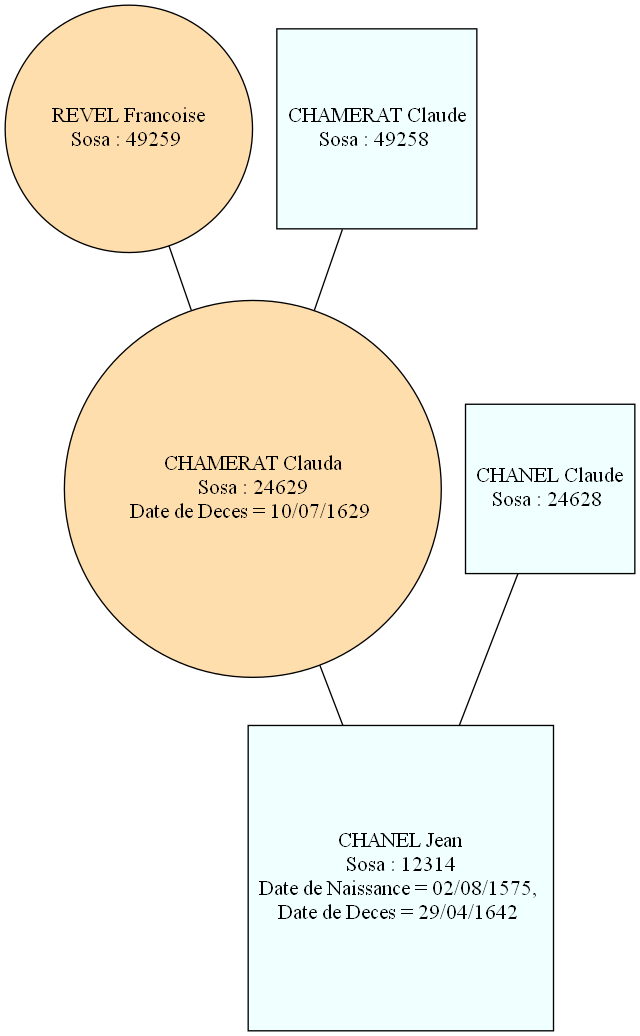 REVEL Francoise
Sosa : 49259
CHAMERAT Claude
Sosa : 49258
CHAMERAT Clauda
Sosa : 24629
Date de Deces = 10/07/1629
CHANEL Claude
Sosa : 24628
CHANEL Jean
Sosa : 12314
Date de Naissance = 02/08/1575,
Date de Deces = 29/04/1642